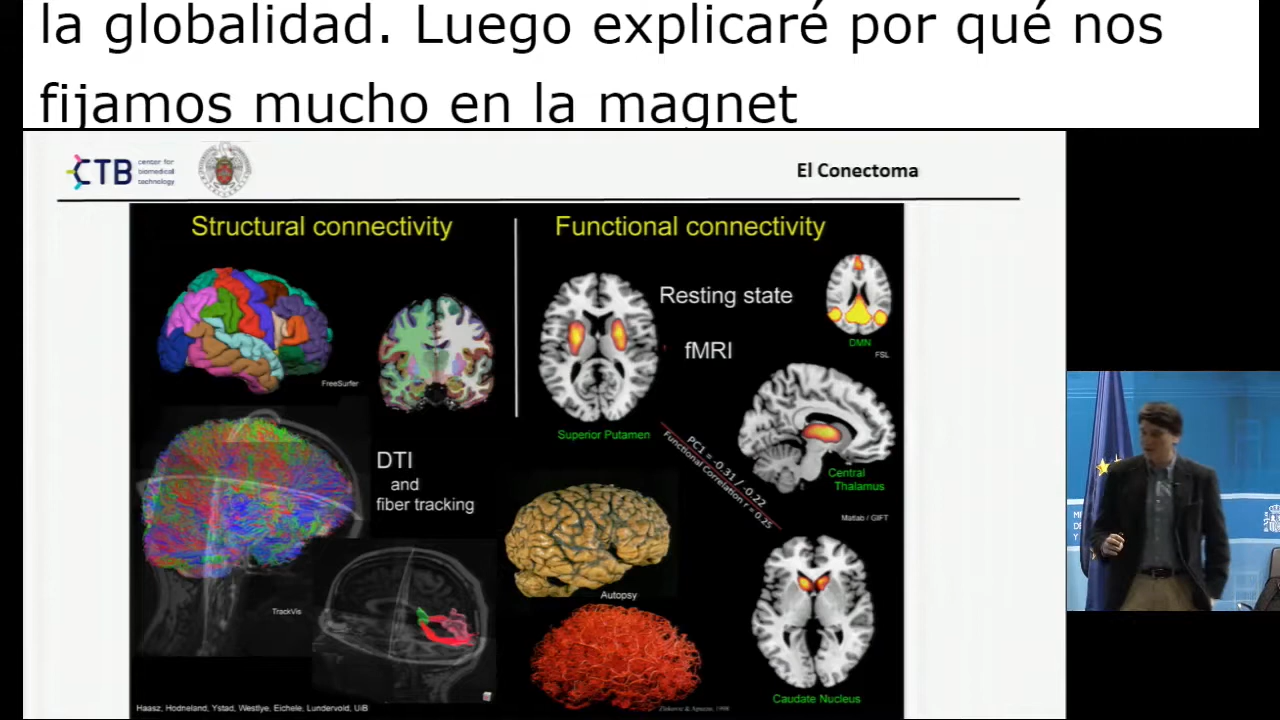 la globalidad. Luego explicaré por qué nos
fijamos mucho en la magnet
CTB
center for
biomedical
technology
El Conectoma
Structural connectivity
Functional connectivity
Resting state
fMRI
DMN
FSL
FreeSurfer
Superior Putamen
PC1 = -0.31 / -0.22
Functional Correlation r = 0.25
Central
Thalamus
Matlab / GIFT
DTI
and
fiber tracking
Autopsy
TrackVis
Caudate Nucleus
Haasz, Hodneland, Ystad, Westlye, Eichele, Lundervold, UiB